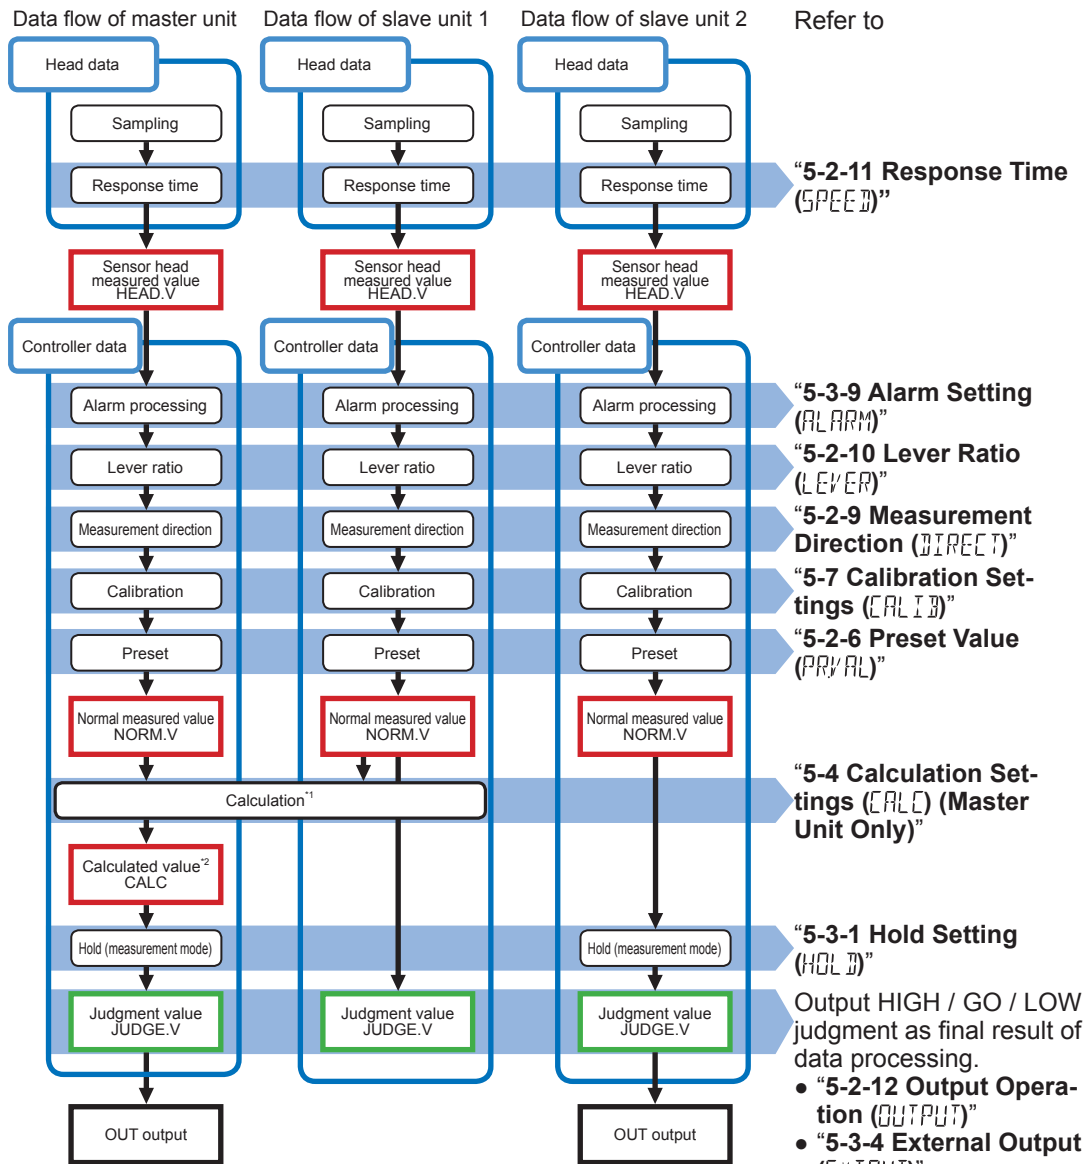 Data flow of master unit
Data flow of slave unit 1
Data flow of slave unit 2
Refer to
Head data
Head data
Head data
Sampling
Sampling
Sampling
Response time
Response time
Response time
“5-2-11 Response Time
(SPEED)”
Sensor head
measured value
HEAD.V
Sensor head
measured value
HEAD.V
Sensor head
measured value
HEAD.V
Controller data
Controller data
Controller data
Alarm processing
Alarm processing
Alarm processing
“5-3-9 Alarm Setting
(ALARM)”
Lever ratio
Lever ratio
Lever ratio
“5-2-10 Lever Ratio
(LEVER)”
Measurement direction
Measurement direction
Measurement direction
“5-2-9 Measurement
Direction (DIRECT)”
Calibration
Calibration
Calibration
“5-7 Calibration Set-
tings (CALIB)”
Preset
Preset
Preset
“5-2-6 Preset Value
(PRVAL)”
Normal measured value
NORM.V
Normal measured value
NORM.V
Normal measured value
NORM.V
Calculation*1
“5-4 Calculation Set-
tings (CALC) (Master
Unit Only)”
Calculated value*2
CALC
Hold (measurement mode)
Hold (measurement mode)
“5-3-1 Hold Setting
(HOLD)”
Judgment value
JUDGE.V
Judgment value
JUDGE.V
Judgment value
JUDGE.V
Output HIGH / GO / LOW
judgment as final result of
data processing.
● “5-2-12 Output Opera-
tion (OUTPUT)”
OUT output
OUT output
● “5-3-4 External Output